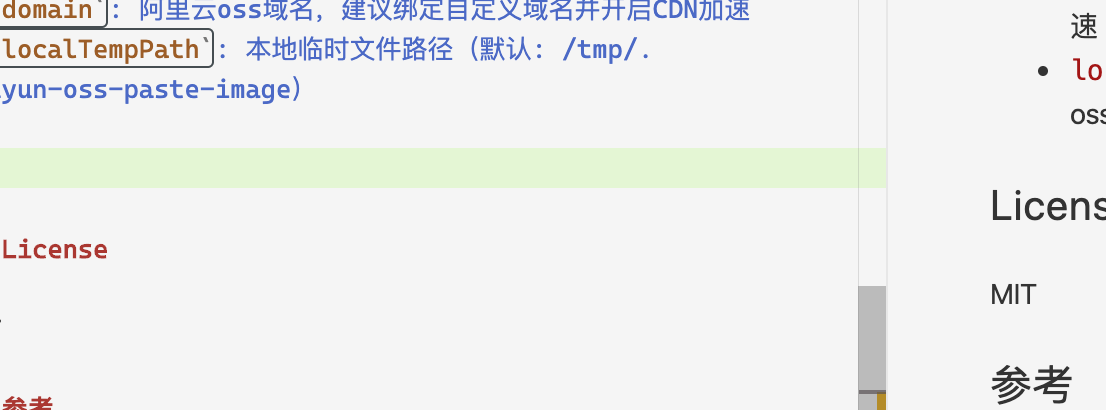 domain`: 阿里云oss域名，建议绑定自定义域名并开启CDN加速
localTempPath`: 本地临时文件路径（默认: /tmp/.
yun-oss-paste-image）
License
参考
速
• lo
oss
Licens
MIT
参考